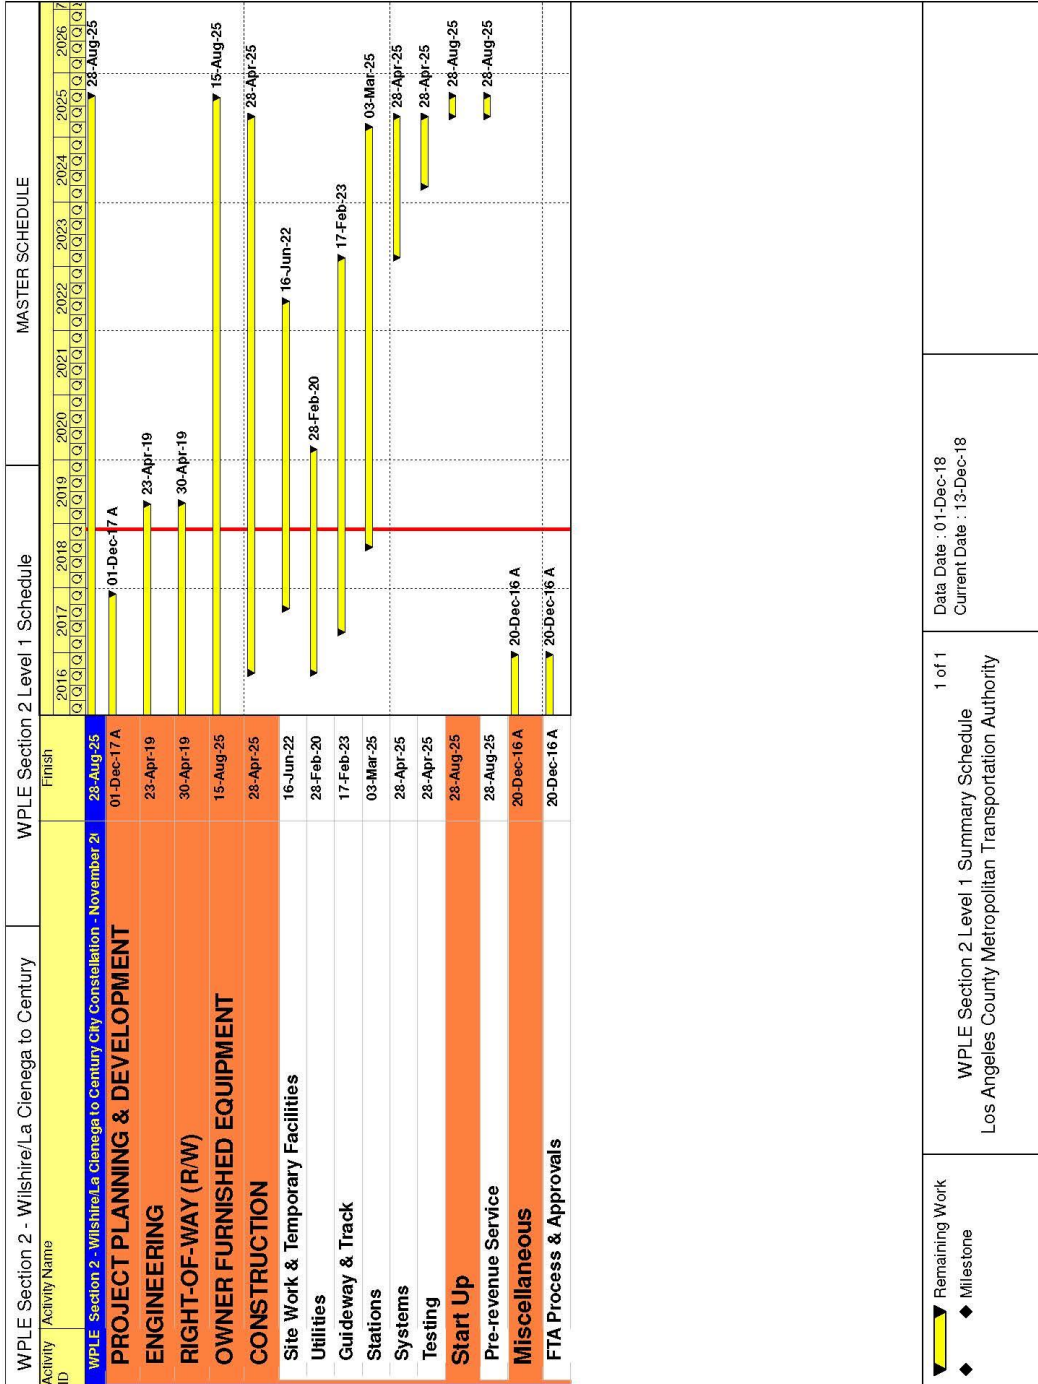 WPLE Section 2 - Wilshire/La Cienega to Century
WPLE Section 2 Level 1 Schedule
MASTER SCHEDULE
Activity ID
Activity Name
Finish
2016 2017 2018 2019 2020 2021 2022 2023 2024 2025 2026 7
Q Q Q Q Q Q Q Q Q Q Q Q Q Q Q Q Q Q Q Q Q Q Q Q Q Q Q Q Q Q Q Q Q Q Q Q Q Q Q Q Q Q Q Q
WPLE Section 2 - Wilshire/La Cienega to Century City Constellation - November 20 28-Aug-25 28-Aug-25
PROJECT PLANNING & DEVELOPMENT 01-Dec-17 A 01-Dec-17 A
ENGINEERING 23-Apr-19 23-Apr-19
RIGHT-OF-WAY (R/W) 30-Apr-19 30-Apr-19
OWNER FURNISHED EQUIPMENT 15-Aug-25 15-Aug-25
CONSTRUCTION 28-Apr-25 28-Apr-25
Site Work & Temporary Facilities 16-Jun-22 16-Jun-22
Utilities 28-Feb-20 28-Feb-20
Guideway & Track 17-Feb-23 17-Feb-23
Stations 03-Mar-25 03-Mar-25
Systems 28-Apr-25 28-Apr-25
Testing 28-Apr-25 28-Apr-25
Start Up 28-Aug-25 28-Aug-25
Pre-revenue Service 28-Aug-25 28-Aug-25
Miscellaneous 20-Dec-16 A 20-Dec-16 A
FTA Process & Approvals 20-Dec-16 A 20-Dec-16 A
Remaining Work
Milestone
1 of 1
WPLE Section 2 Level 1 Summary Schedule
Los Angeles County Metropolitan Transportation Authority
Data Date : 01-Dec-18
Current Date : 13-Dec-18